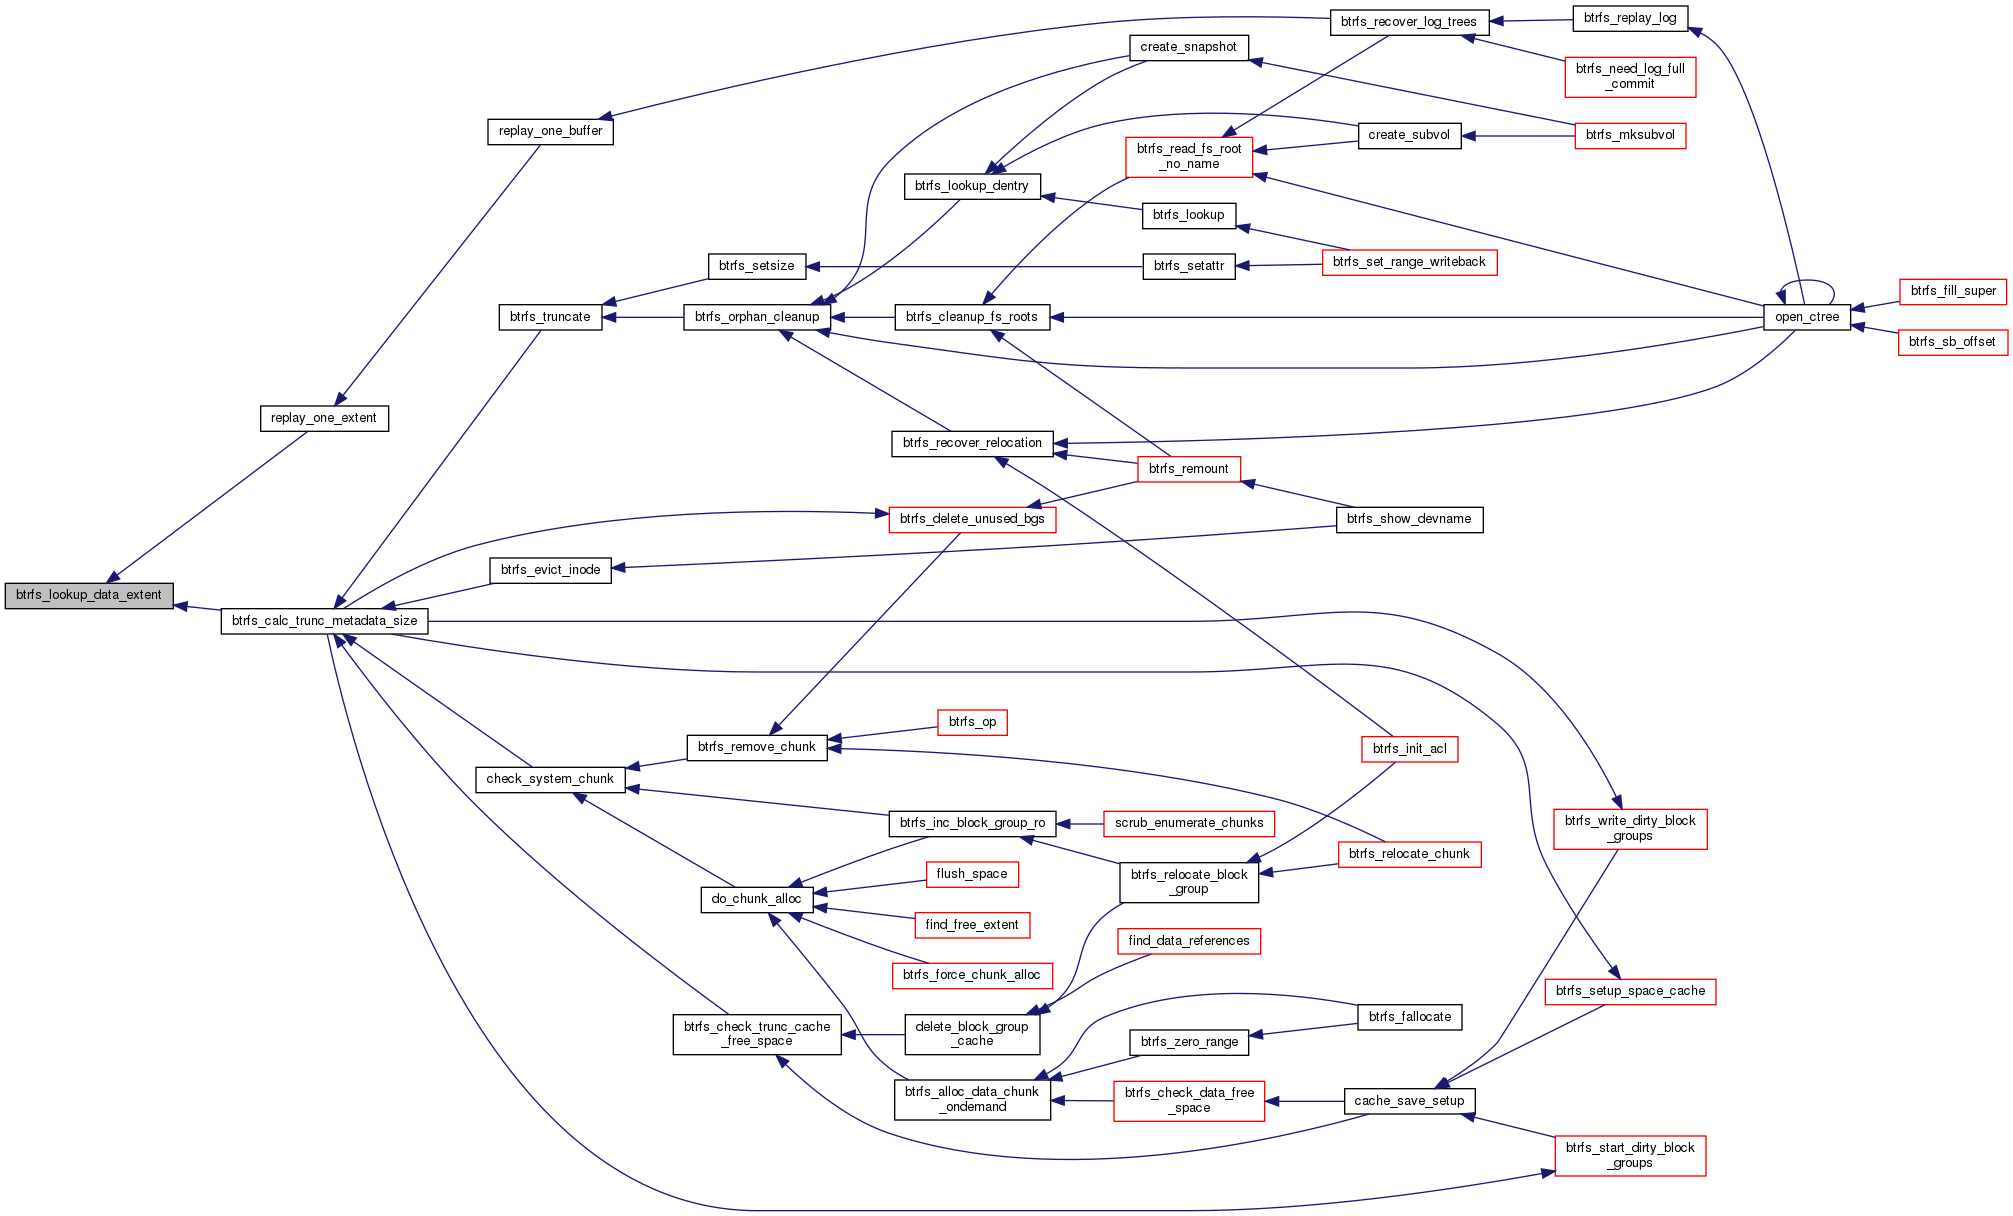 btrfs_recover_log_trees
btrfs_replay_log
create_snapshot
btrfs_need_log_full
_commit
replay_one_buffer
create_subvol
btrfs_mksubvol
btrfs_read_fs_root
_no_name
btrfs_lookup_dentry
btrfs_lookup
btrfs_setsize
btrfs_setattr
btrfs_set_range_writeback
btrfs_fill_super
btrfs_truncate
btrfs_orphan_cleanup
btrfs_cleanup_fs_roots
open_ctree
btrfs_sb_offset
replay_one_extent
btrfs_recover_relocation
btrfs_remount
btrfs_delete_unused_bgs
btrfs_show_devname
btrfs_evict_inode
btrfs_lookup_data_extent
btrfs_calc_trunc_metadata_size
btrfs_op
btrfs_remove_chunk
btrfs_init_acl
check_system_chunk
btrfs_inc_block_group_ro
scrub_enumerate_chunks
btrfs_write_dirty_block
_groups
btrfs_relocate_chunk
flush_space
btrfs_relocate_block
_group
do_chunk_alloc
find_free_extent
find_data_references
btrfs_force_chunk_alloc
btrfs_setup_space_cache
btrfs_fallocate
btrfs_check_trunc_cache
_free_space
delete_block_group
_cache
btrfs_zero_range
btrfs_alloc_data_chunk
_ondemand
btrfs_check_data_free
_space
cache_save_setup
btrfs_start_dirty_block
_groups